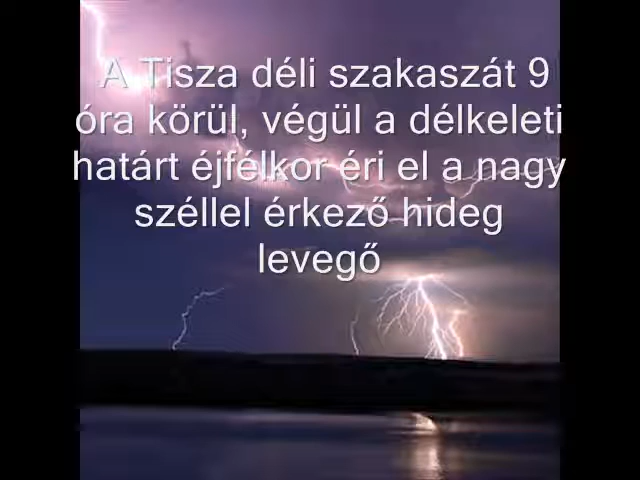 A Tisza déli szakaszát 9
óra körül, végül a délkeleti
határt éjfélkor éri el a nagy
széllel érkező hideg
levegő